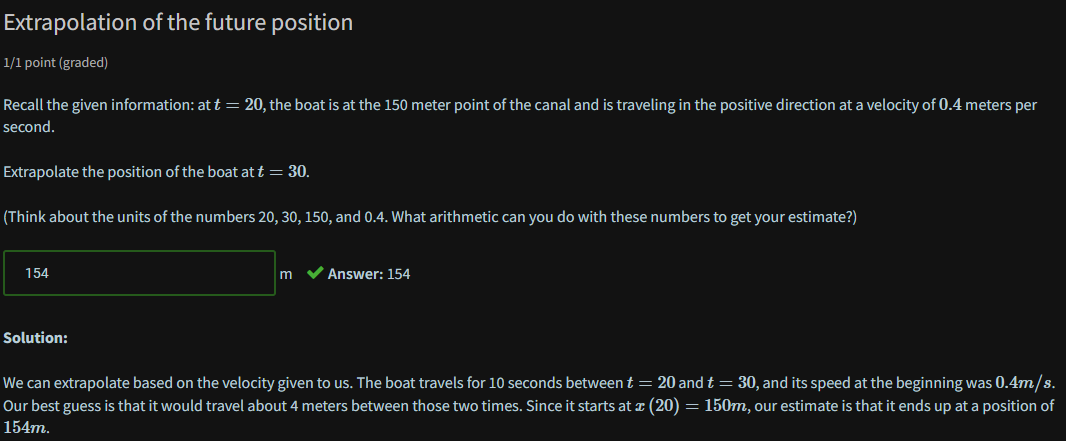 Extrapolation of the future position
1/1 point (graded)
Recall the given information: at t = 20, the boat is at the 150 meter point of the canal and is traveling in the positive direction at a velocity of 0.4 meters per
second.
Extrapolate the position of the boat at t = 30.
(Think about the units of the numbers 20, 30, 150, and 0.4. What arithmetic can you do with these numbers to get your estimate?)
154 m ✔ Answer: 154
Solution:
We can extrapolate based on the velocity given to us. The boat travels for 10 seconds between t = 20 and t = 30, and its speed at the beginning was 0.4m/s.
Our best guess is that it would travel about 4 meters between those two times. Since it starts at x (20) = 150m, our estimate is that it ends up at a position of
154m.